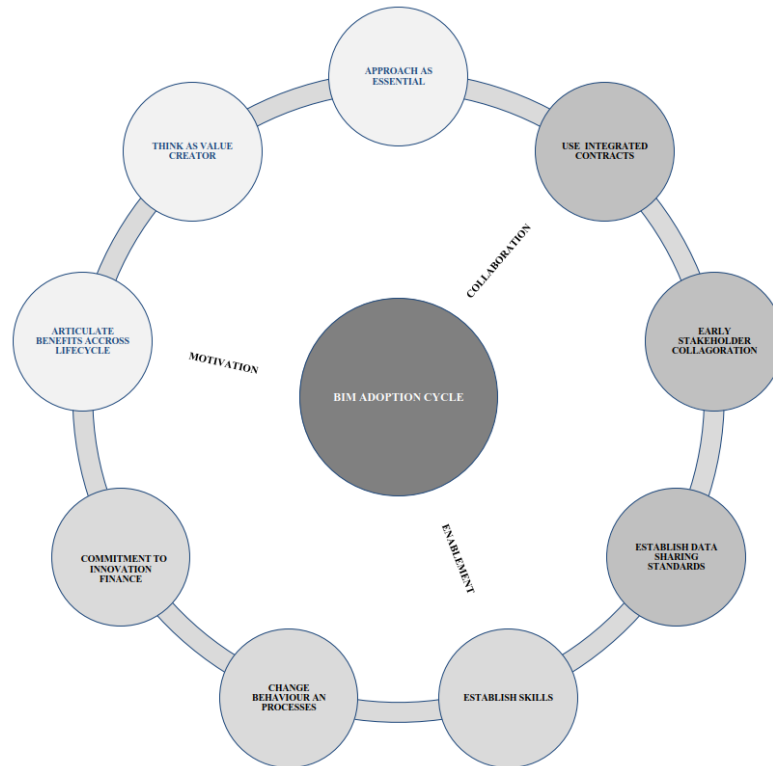 APPROACH AS
ESSENTIAL
THINK AS VALUE
CREATOR
USE INTEGRATED
CONTRACTS
COLLABORATION
ARTICULATE
BENEFITS ACCROSS
LIFECYCLE
EARLY
STAKEHOLDER
COLLAGORATION
MOTIVATION
BIM ADOPTION CYCLE
ENABLEMENT
COMMITMENT TO
INNOVATION
FINANCE
ESTABLISH DATA
SHARING
STANDARDS
CHANGE
BEHAVIOUR AN
PROCESSES
ESTABLISH SKILLS